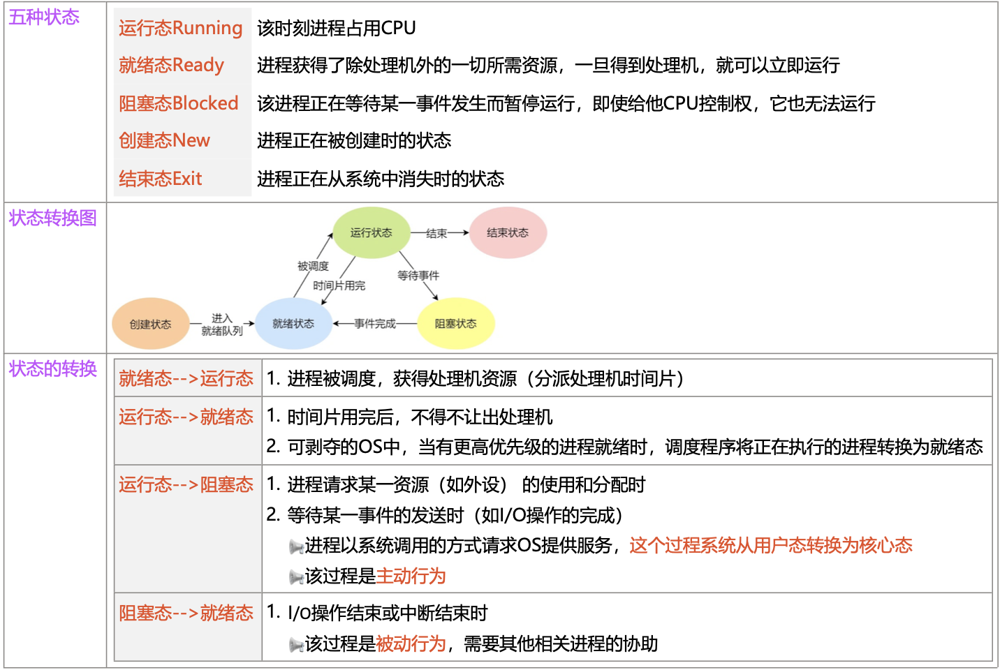 五种状态
运行态Running 该时刻进程占用CPU
就绪态Ready 进程获得了除处理机外的一切所需资源，一旦得到处理机，就可以立即运行
阻塞态Blocked 该进程正在等待某一事件发生而暂停运行，即使给他CPU控制权，它也无法运行
创建态New 进程正在被创建时的状态
结束态Exit 进程正在从系统中消失时的状态
状态转换图
运行状态
结束
结束状态
被调度
时间片用完
等待事件
创建状态
进入
就绪队列
就绪状态
事件完成
阻塞状态
状态的转换
就绪态-->运行态
1. 进程被调度，获得处理机资源（分派处理机时间片）
运行态-->就绪态
1. 时间片用完后，不得不让出处理机
2. 可剥夺的OS中，当有更高优先级的进程就绪时，调度程序将正在执行的进程转换为就绪态
运行态-->阻塞态
1. 进程请求某一资源（如外设） 的使用和分配时
2. 等待某一事件的发送时（如I/O操作的完成）
进程以系统调用的方式请求OS提供服务，这个过程系统从用户态转换为核心态
该过程是主动行为
阻塞态-->就绪态
1. I/O操作结束或中断结束时
该过程是被动行为，需要其他相关进程的协助